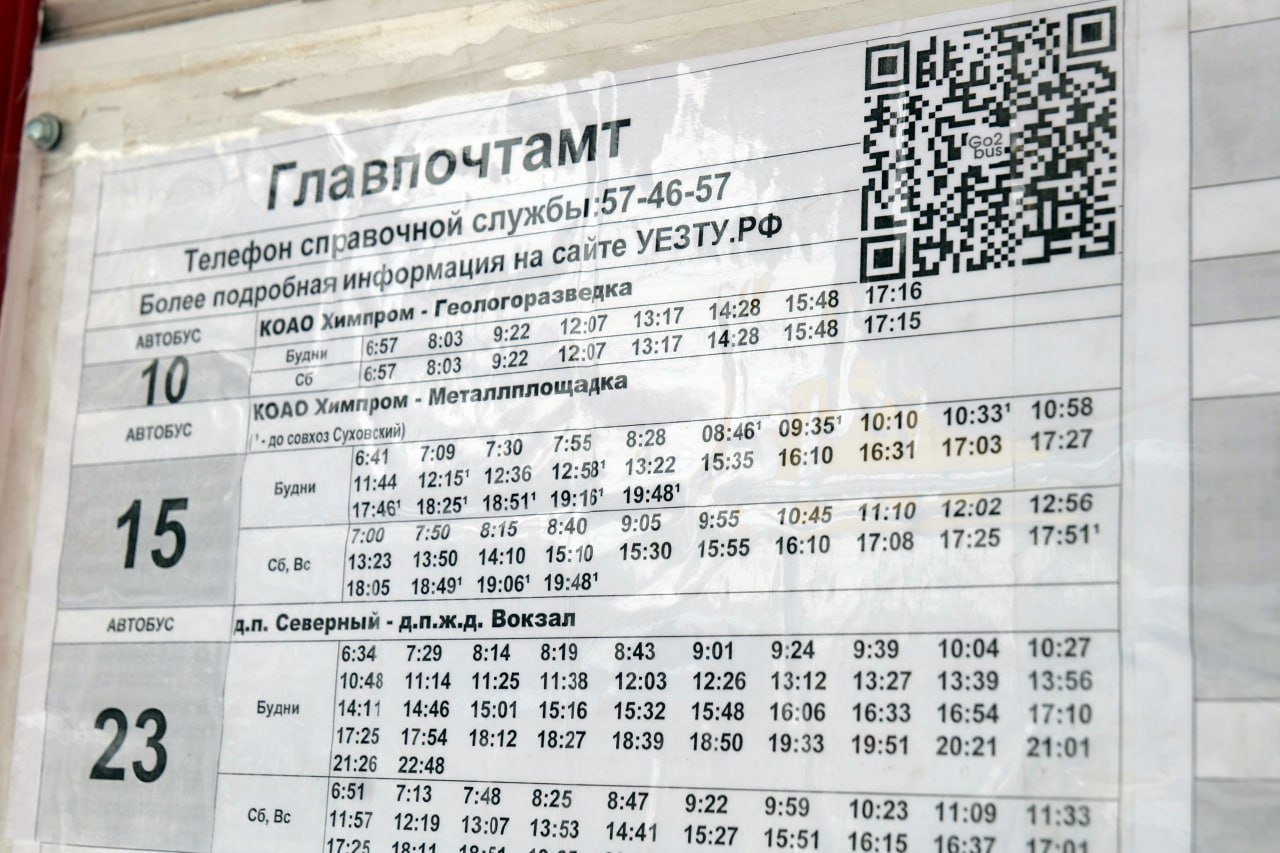 Главпочтамт
Телефон справочной службы:57-46-57
Более подробная информация на сайте УЕЗТУ.РФ
Go2
bus
АВТОБУС КОАО Химпром - Геологоразведка
10
Будни 6:57 8:03 9:22 12:07 13:17 14:28 15:48 17:16
Сб 6:57 8:03 9:22 12:07 13:17 14:28 15:48 17:15
АВТОБУС КОАО Химпром - Металлплощадка
(¹ - до совхоз Суховский)
15
Будни 6:41 7:09 7:30 7:55 8:28 08:46¹ 09:35¹ 10:10 10:33¹ 10:58
11:44 12:15¹ 12:36 12:58¹ 13:22 15:35 16:10 16:31 17:03 17:27
17:46¹ 18:25¹ 18:51¹ 19:16¹ 19:48¹
Сб, Вс 7:00 7:50 8:15 8:40 9:05 9:55 10:45 11:10 12:02 12:56
13:23 13:50 14:10 15:10 15:30 15:55 16:10 17:08 17:25 17:51¹
18:05 18:49¹ 19:06¹ 19:48¹
АВТОБУС д.п. Северный - д.п.ж.д. Вокзал
23
Будни 6:34 7:29 8:14 8:19 8:43 9:01 9:24 9:39 10:04 10:27
10:48 11:14 11:25 11:38 12:03 12:26 13:12 13:27 13:39 13:56
14:11 14:46 15:01 15:16 15:32 15:48 16:06 16:33 16:54 17:10
17:25 17:54 18:12 18:27 18:39 18:50 19:33 19:51 20:21 21:01
21:26 22:48
Сб, Вс 6:51 7:13 7:48 8:25 8:47 9:22 9:59 10:23 11:09 11:33
11:57 12:19 13:07 13:53 14:41 15:27 15:51 16:15 16:37 17:01
17:25 18:11